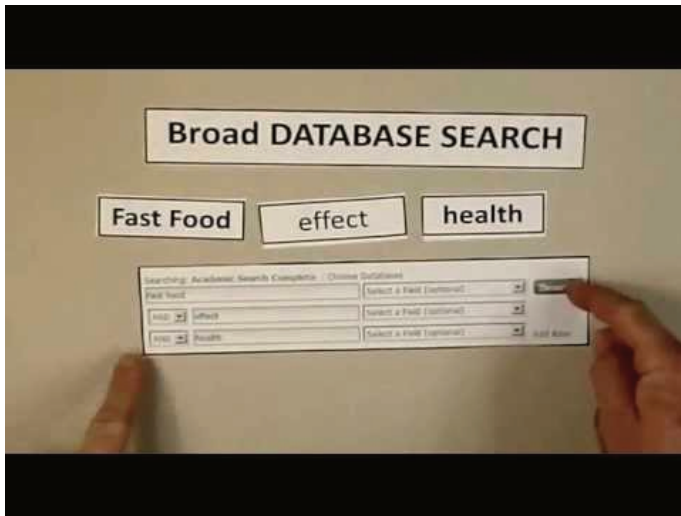 Broad DATABASE SEARCH
Fast Food effect health
Searching: Academic Search Complete Choose Databases
Fast food Select a Field (optional)
AND effect Select a Field (optional)
AND health Select a Field (optional) Add Row